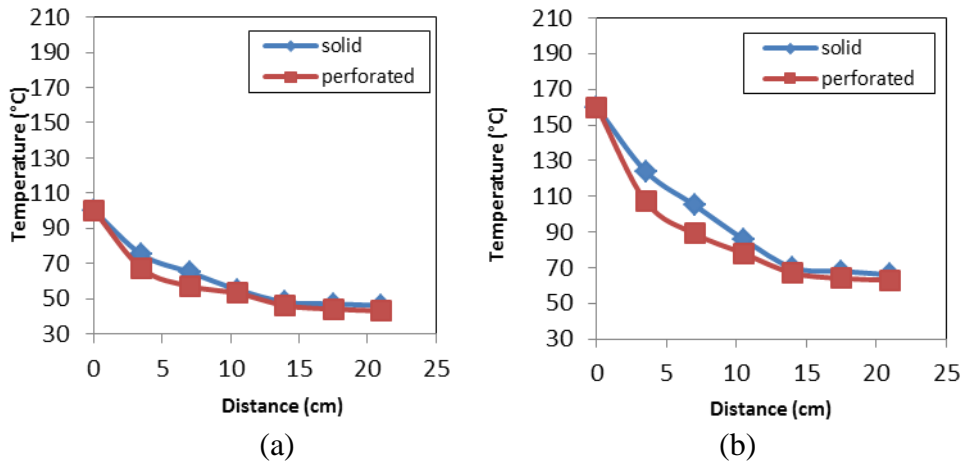 210
190
170
150
130
110
90
70
50
30
Temperature (°C)
solid
perforated
0 5 10 15 20 25
Distance (cm)
(a)
210
190
170
150
130
110
90
70
50
30
Temperature (°C)
solid
perforated
0 5 10 15 20 25
Distance (cm)
(b)